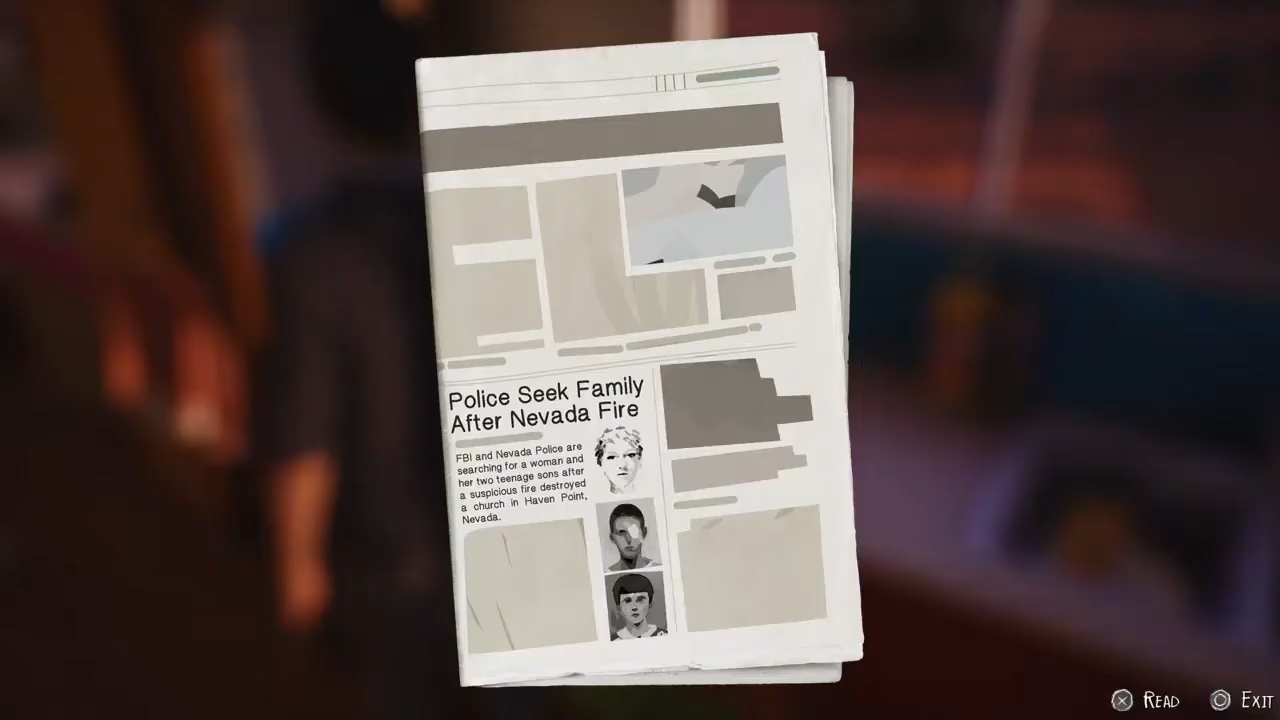 Police Seek Family
After Nevada Fire
FBI and Nevada Police are
searching for a woman and
her two teenage sons after
a suspicious fire destroyed
a church in Haven Point,
Nevada.
READ EXIT